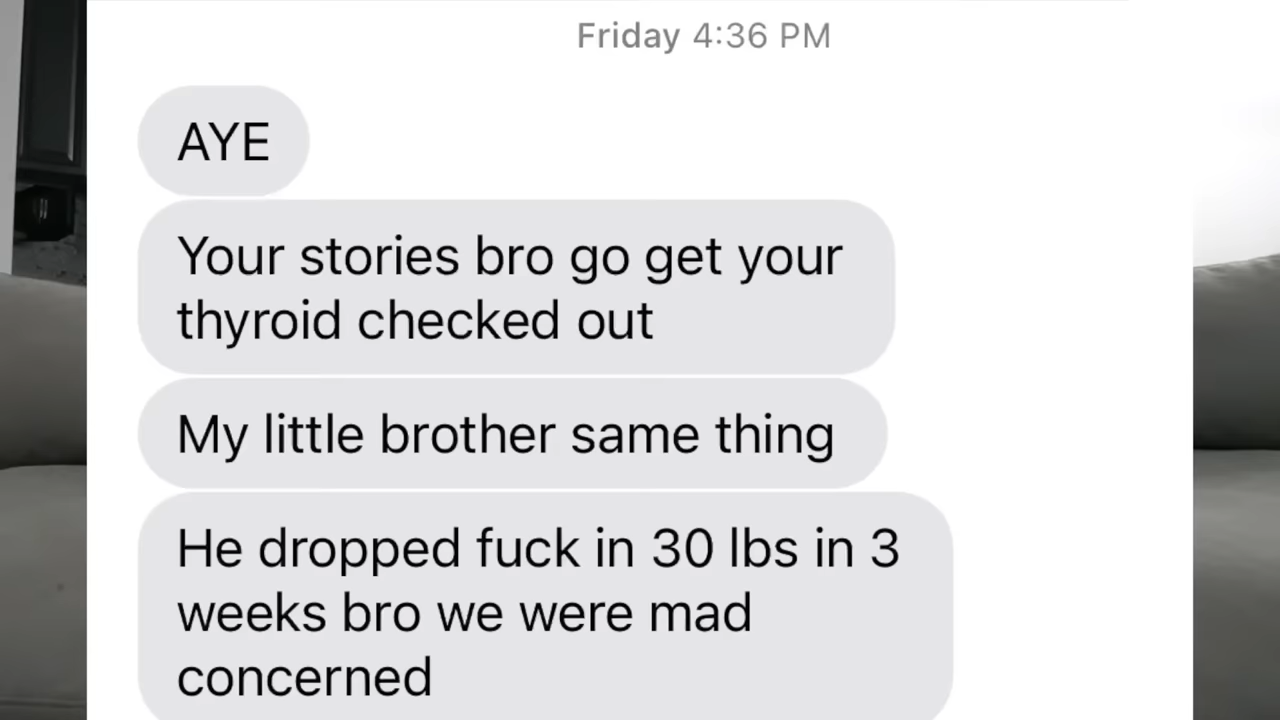 Friday 4:36 PM
AYE
Your stories bro go get your
thyroid checked out
My little brother same thing
He dropped fuck in 30 lbs in 3
weeks bro we were mad
concerned